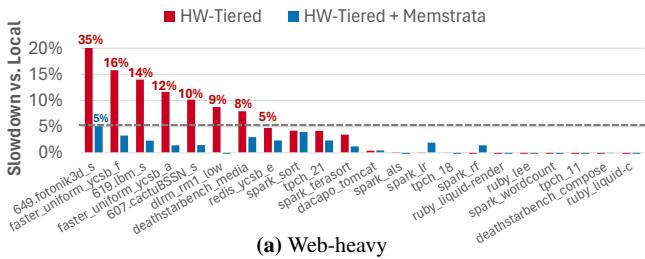 HW-Tiered HW-Tiered + Memstrata
Slowdown vs. Local
20%
15%
10%
5%
0%
35%
16%
14%
12%
10%
9%
8%
5%
5%
649.fotonik3d_s
faster_uniform_ycsb_f
619.lbm_s
faster_uniform_ycsb_a
607.cactuBSSN_s
dlrm_rm1_low
deathstarbench_media
redis_ycsb_e
spark_sort
tpch_21
spark_terasort
dacapo_tomcat
spark_als
spark_lr
tpch_18
spark_rf
ruby_liquid-render
ruby_lee
spark_wordcount
tpch_11
deathstarbench_compose
ruby_liquid-c
(a) Web-heavy